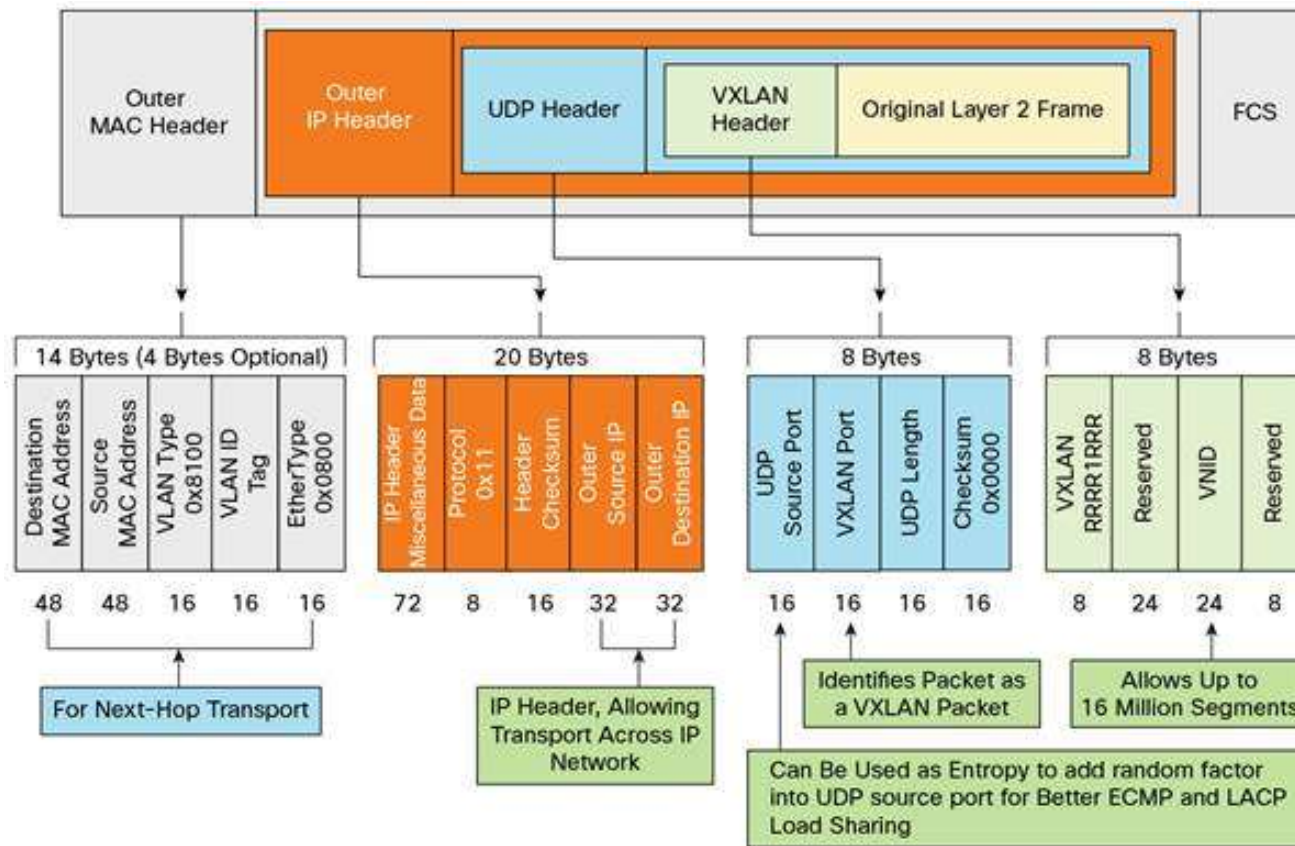 Outer
MAC Header
Outer
IP Header
UDP Header
VXLAN
Header
Original Layer 2 Frame
FCS
14 Bytes (4 Bytes Optional)
Destination
MAC Address
Source
MAC Address
VLAN Type
0x8100
VLAN ID
Tag
EtherType
0x0800
48
48
16
16
16
For Next-Hop Transport
20 Bytes
IP Header
Miscellaneous Data
Protocol
0x11
Header
Checksum
Outer
Source IP
Outer
Destination IP
72
8
16
32
32
IP Header, Allowing
Transport Across IP
Network
8 Bytes
UDP
Source Port
VXLAN Port
UDP Length
Checksum
0x0000
16
16
16
16
Identifies Packet as
a VXLAN Packet
8 Bytes
VXLAN
RRRR1RRR
Reserved
VNID
Reserved
8
24
24
8
Allows Up to
16 Million Segments
Can Be Used as Entropy to add random factor
into UDP source port for Better ECMP and LACP
Load Sharing